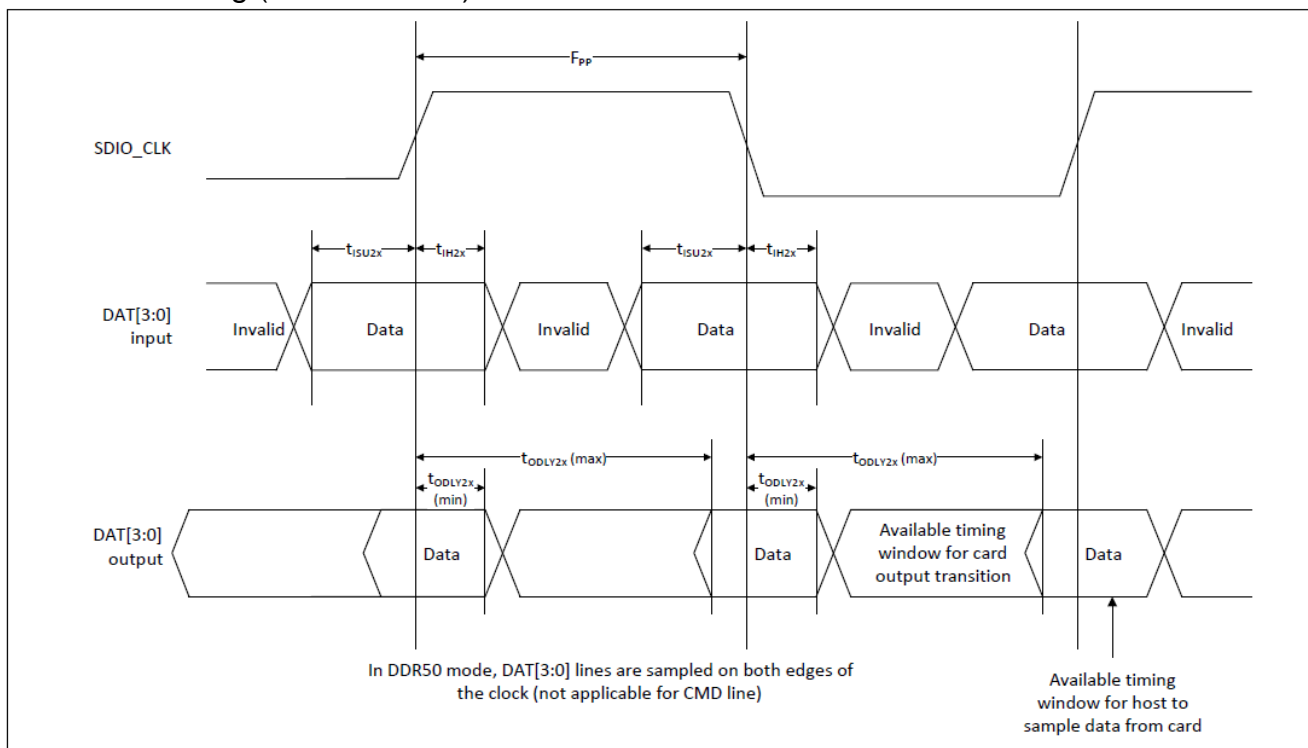 Fpp
SDIO_CLK
tISU2x
tIH2x
tISU2x
tIH2x
DAT[3:0]
input
Invalid
Data
Invalid
Data
Invalid
Data
Invalid
tODLY2x (max)
tODLY2x (max)
tODLY2x
(min)
tODLY2x
(min)
DAT[3:0]
output
Data
Data
Available timing
window for card
output transition
Data
In DDR50 mode, DAT[3:0] lines are sampled on both edges of
the clock (not applicable for CMD line)
Available timing
window for host to
sample data from card